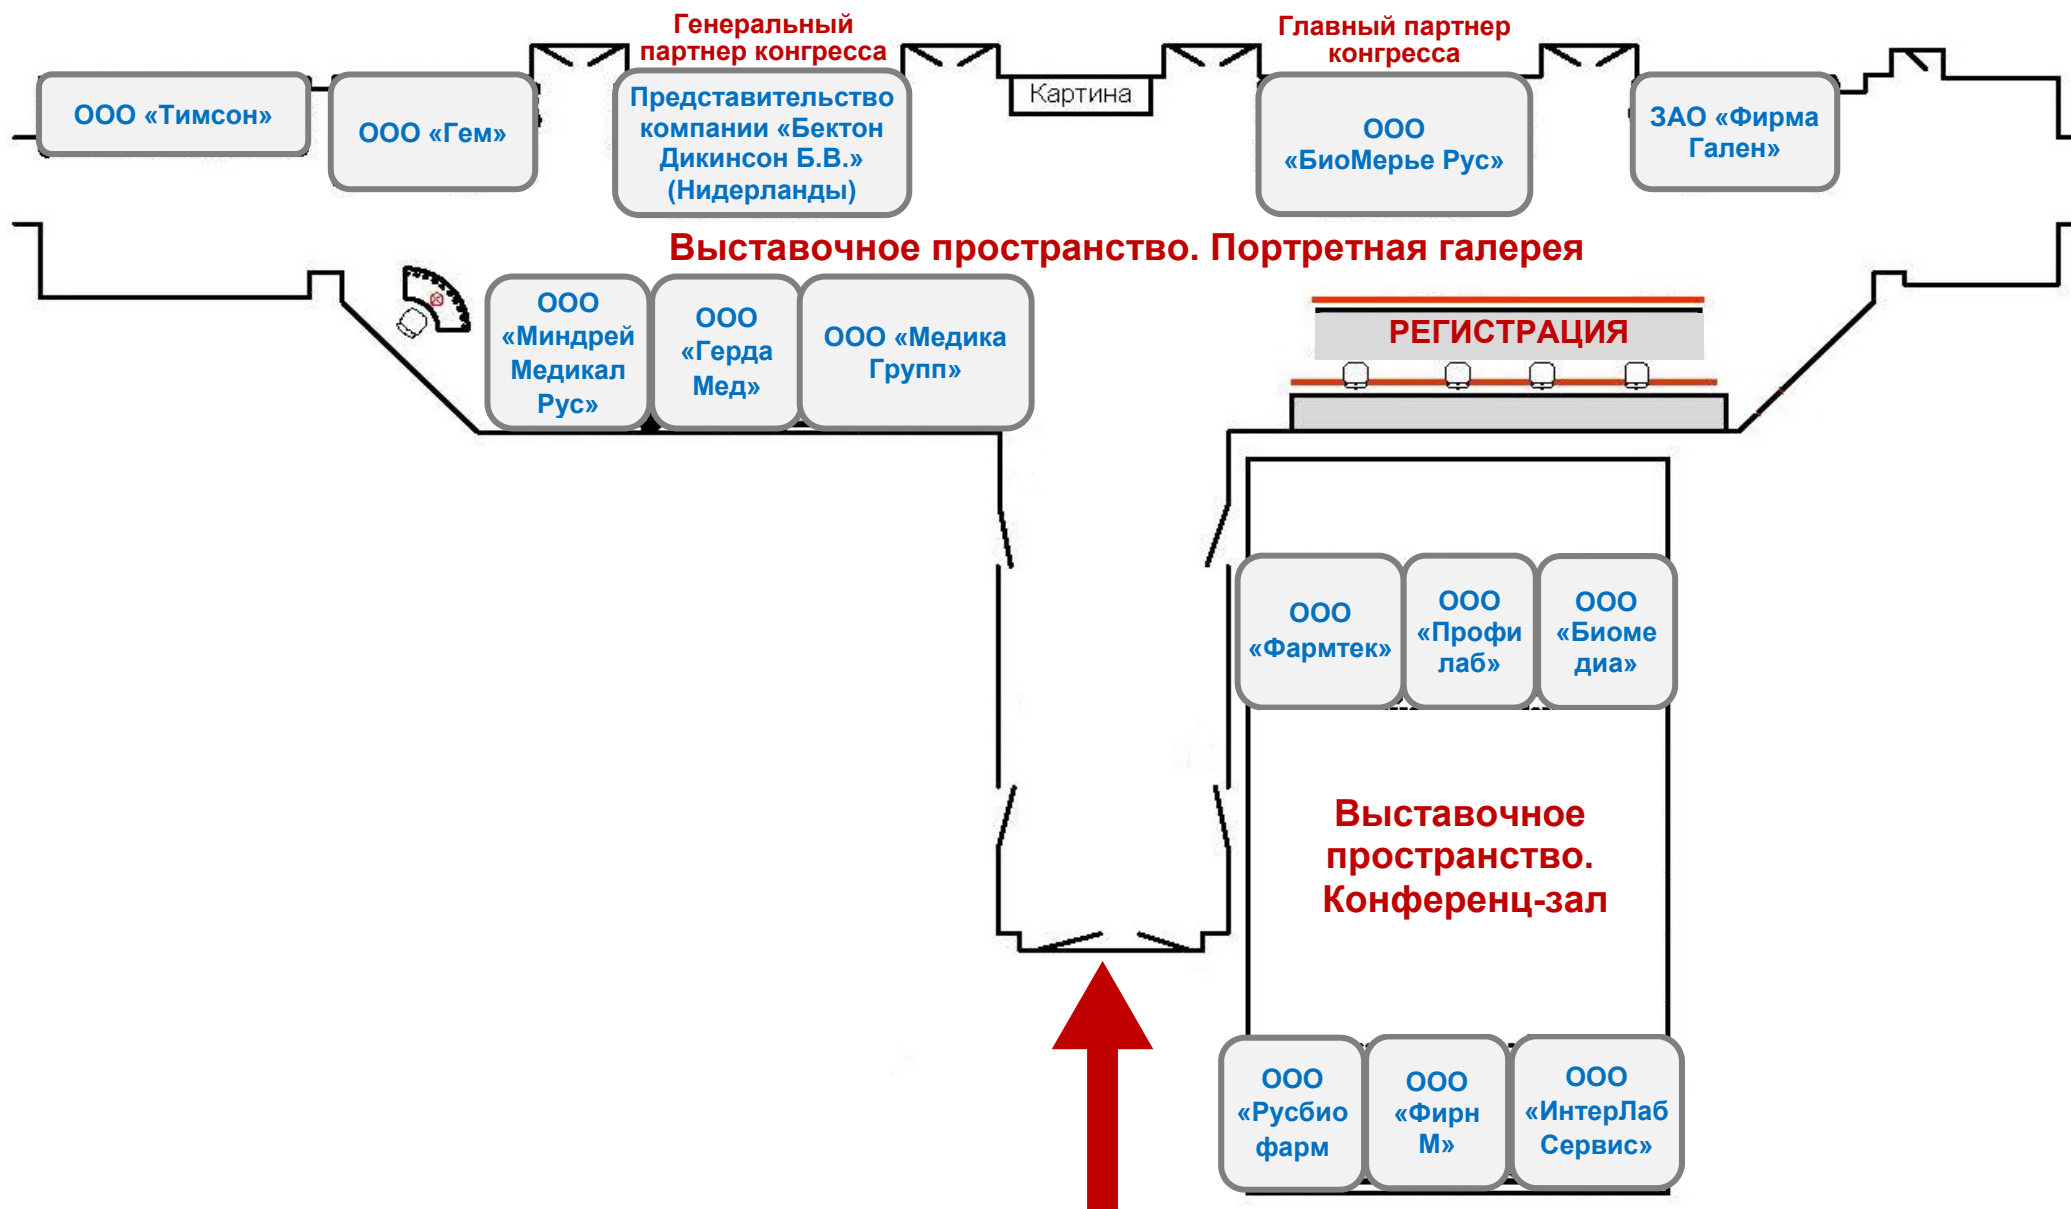 Генеральный
партнер конгресса
Главный партнер
конгресса
ООО «Тимсон»
ООО «Гем»
Представительство
компании «Бектон
Дикинсон Б.В.»
(Нидерланды)
Картина
ООО
«БиоМерье Рус»
ЗАО «Фирма
Гален»
Выставочное пространство. Портретная галерея
ООО
«Миндрей
Медикал
Рус»
ООО
«Герда
Мед»
ООО «Медика
Групп»
РЕГИСТРАЦИЯ
ООО
«Фармтек»
ООО
«Профи
лаб»
ООО
«Биоме
диа»
Выставочное
пространство.
Конференц-зал
ООО
«Русбио
фарм
ООО
«Фирн
М»
ООО
«ИнтерЛаб
Сервис»